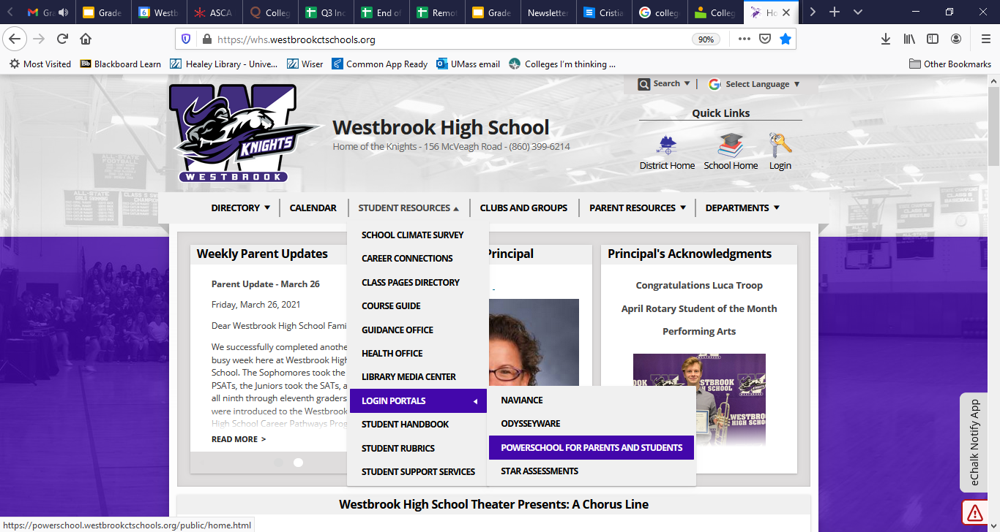 Gra
Grade
6 Westb
ASCA
Colleg
Q3 Inc
End of
Remot
Grade
Newsletter
Cristia
colleg
Colleg
Ho
https://whs.westbrookctschools.org
90%
Most Visited
Bb Blackboard Learn
Healey Library - Unive...
Wiser
Common App Ready
UMass email
Colleges I'm thinking ...
Other Bookmarks
Search
Select Language
KNIGHTS
WESTBROOK
Westbrook High School
Home of the Knights - 156 McVeagh Road - (860) 399-6214
Quick Links
District Home
School Home
Login
DIRECTORY
CALENDAR
STUDENT RESOURCES
CLUBS AND GROUPS
PARENT RESOURCES
DEPARTMENTS
SCHOOL CLIMATE SURVEY
CAREER CONNECTIONS
CLASS PAGES DIRECTORY
COURSE GUIDE
GUIDANCE OFFICE
HEALTH OFFICE
LIBRARY MEDIA CENTER
LOGIN PORTALS
STUDENT HANDBOOK
STUDENT RUBRICS
STUDENT SUPPORT SERVICES
NAVIANCE
ODYSSEYWARE
POWERSCHOOL FOR PARENTS AND STUDENTS
STAR ASSESSMENTS
Weekly Parent Updates
Parent Update - March 26
Friday, March 26, 2021
Dear Westbrook High School Fami
We successfully completed anothe
busy week here at Westbrook High
School. The Sophomores took the
PSATs, the Juniors took the SATs, a
all ninth through eleventh graders
were introduced to the Westbrook
High School Career Pathways Prog
READ MORE >
Principal
Principal's Acknowledgments
Congratulations Luca Troop
April Rotary Student of the Month
Performing Arts
Westbrook High School Theater Presents: A Chorus Line
eChalk Notify App
https://powerschool.westbrookctschools.org/public/home.html